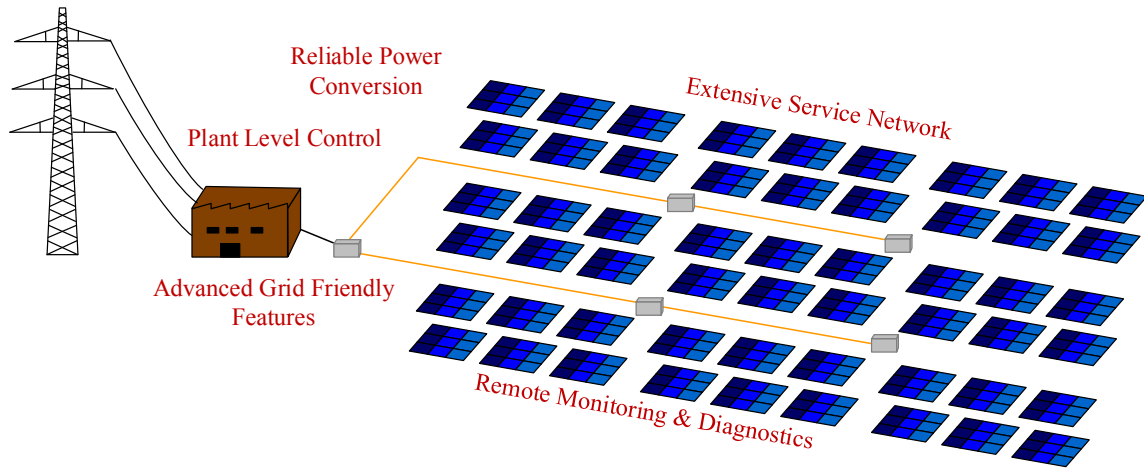 Reliable Power
Conversion
Extensive Service Network
Plant Level Control
Advanced Grid Friendly
Features
Remote Monitoring & Diagnostics